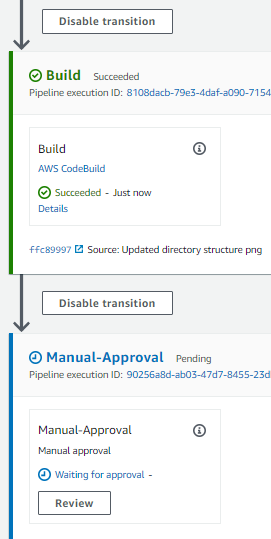 Disable transition
Build Succeeded
Pipeline execution ID: 8108dacb-79e3-4daf-a090-7154
Build
AWS CodeBuild
Succeeded - Just now
Details
ffc89997 Source: Updated directory structure png
Disable transition
Manual-Approval Pending
Pipeline execution ID: 90256a8d-ab03-47d7-8455-23d
Manual-Approval
Manual approval
Waiting for approval -
Review